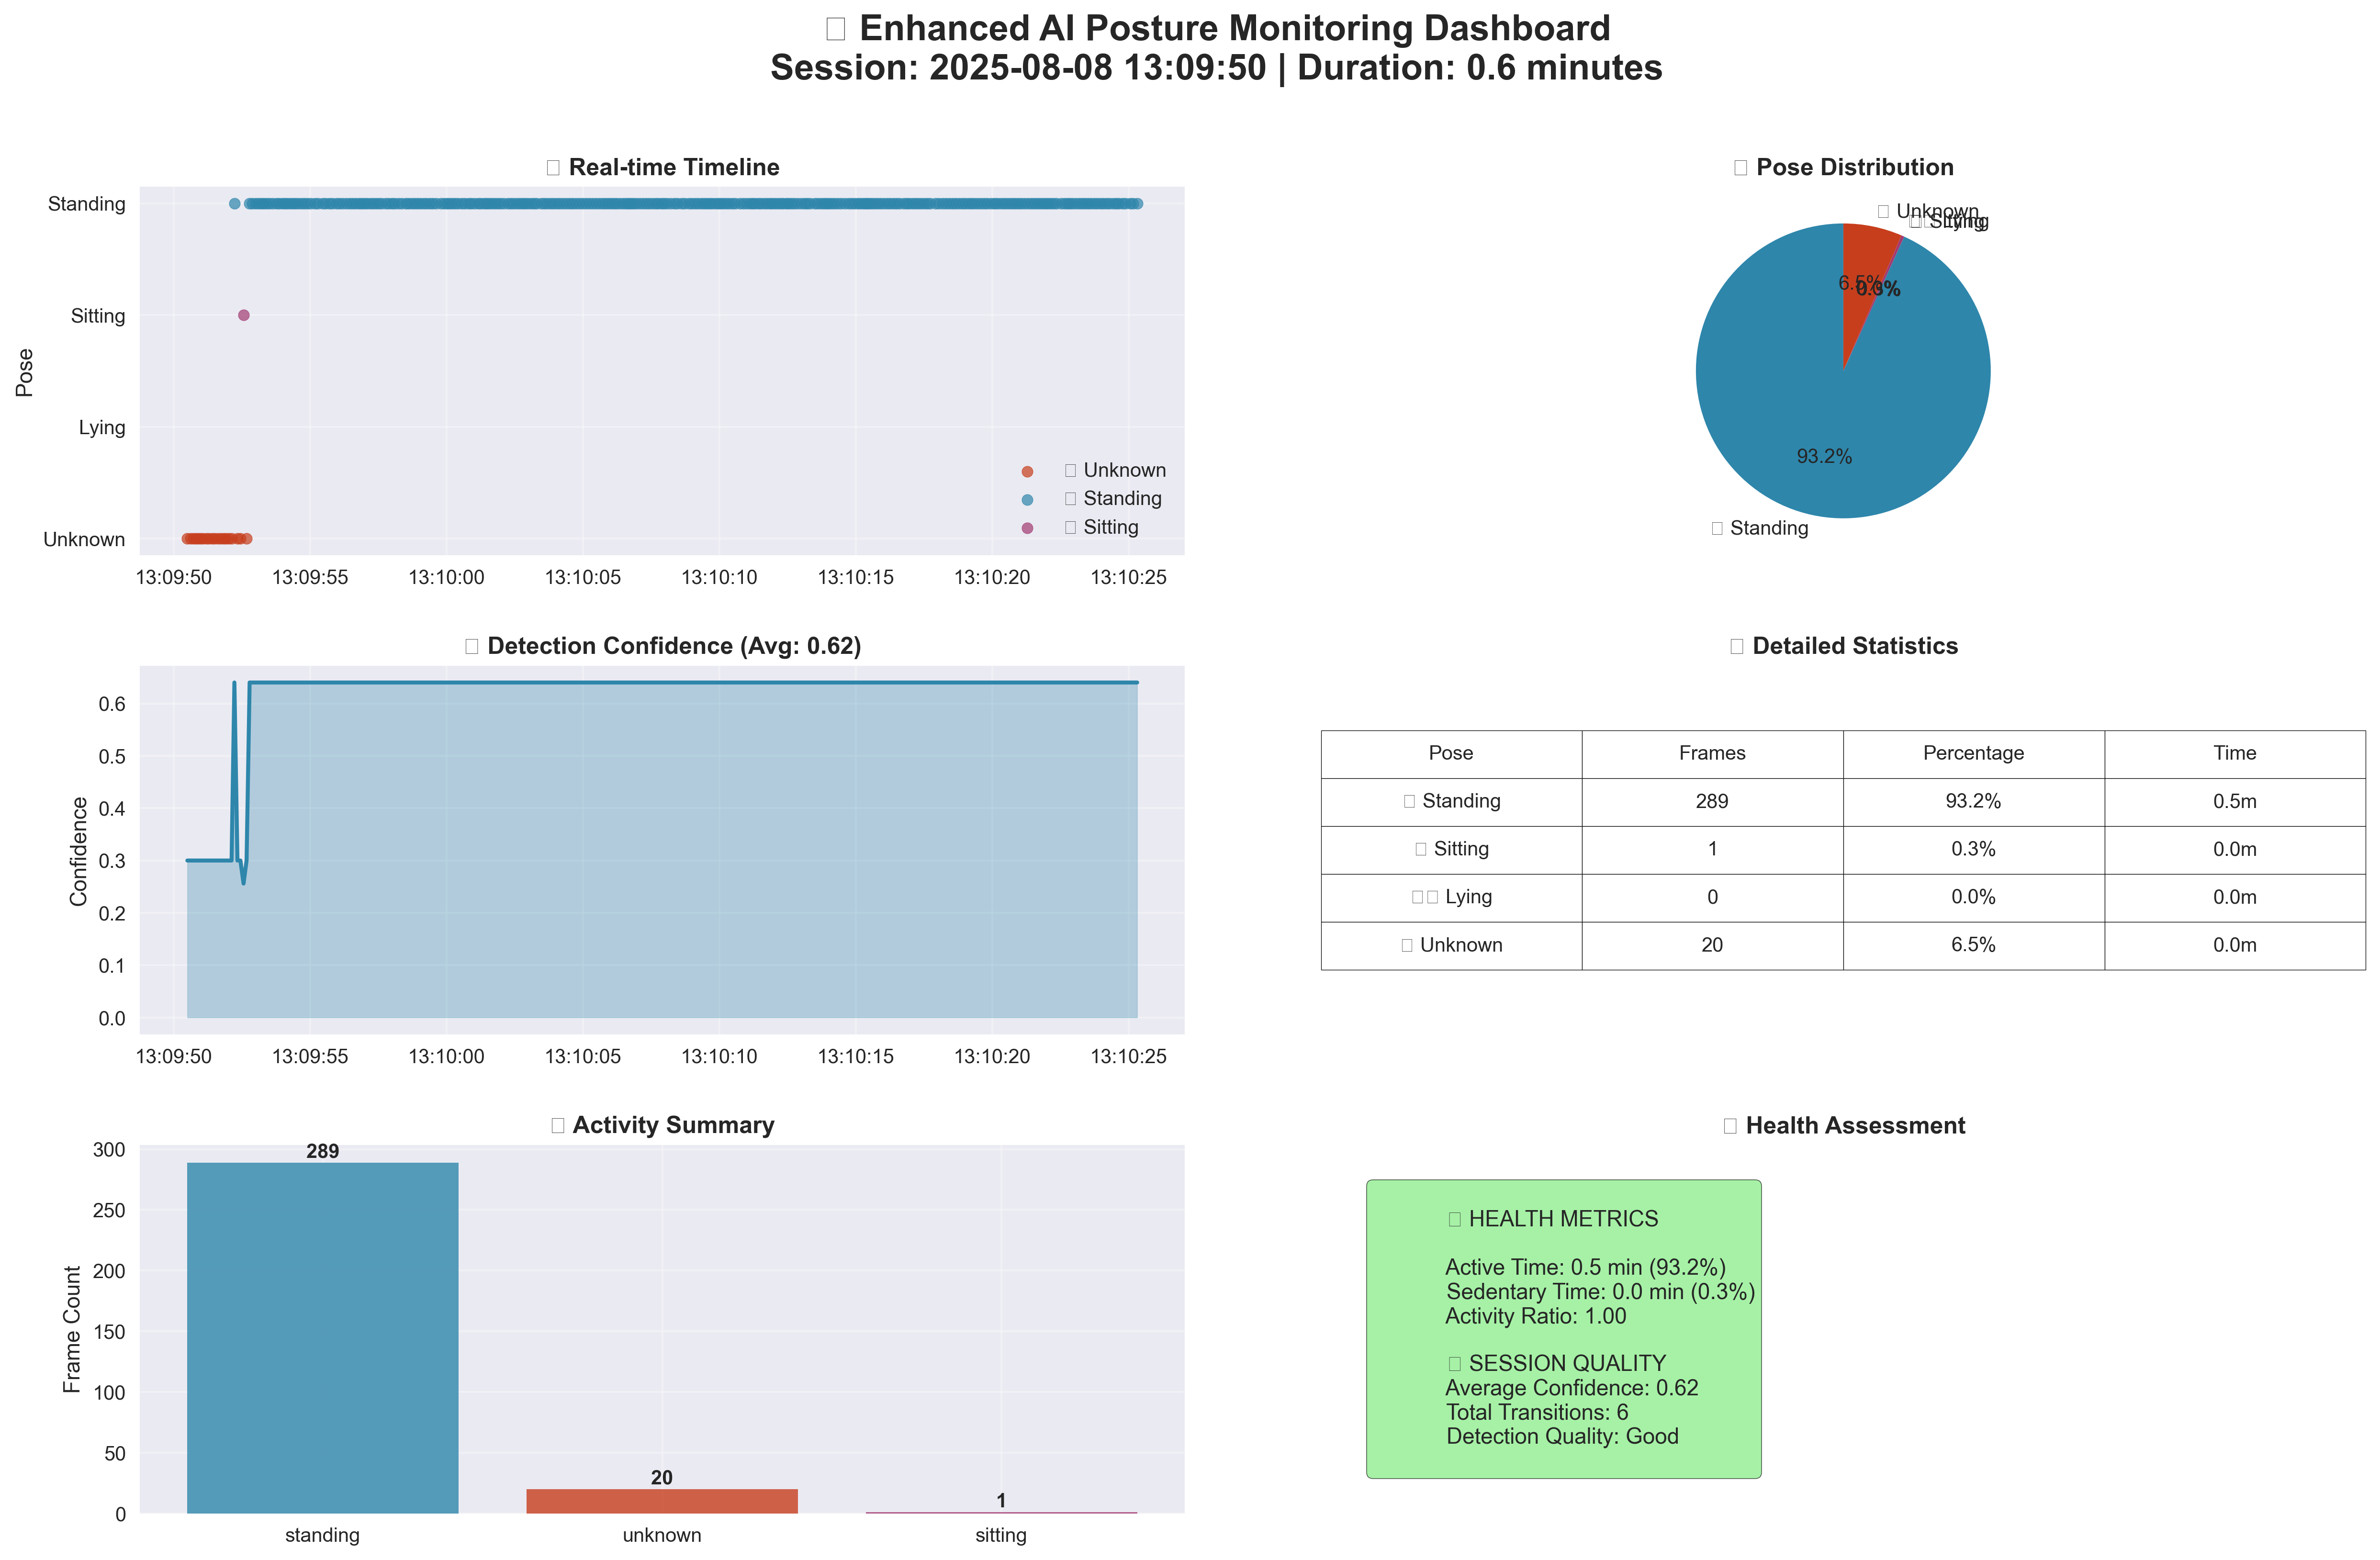 Enhanced AI Posture Monitoring Dashboard
Session: 2025-08-08 13:09:50 | Duration: 0.6 minutes
Real-time Timeline
Pose
Standing
Sitting
Lying
Unknown
Unknown
Standing
Sitting
13:09:50 13:09:55 13:10:00 13:10:05 13:10:10 13:10:15 13:10:20 13:10:25
Pose Distribution
Unknown
Sitting
Lying
6.5%
0.3%
0.0%
93.2%
Standing
Detection Confidence (Avg: 0.62)
Confidence
0.6
0.5
0.4
0.3
0.2
0.1
0.0
13:09:50 13:09:55 13:10:00 13:10:05 13:10:10 13:10:15 13:10:20 13:10:25
Detailed Statistics
Pose Frames Percentage Time
Standing 289 93.2% 0.5m
Sitting 1 0.3% 0.0m
Lying 0 0.0% 0.0m
Unknown 20 6.5% 0.0m
Activity Summary
Frame Count
300
250
200
150
100
50
0
289
20
1
standing unknown sitting
Health Assessment
HEALTH METRICS
Active Time: 0.5 min (93.2%)
Sedentary Time: 0.0 min (0.3%)
Activity Ratio: 1.00
SESSION QUALITY
Average Confidence: 0.62
Total Transitions: 6
Detection Quality: Good